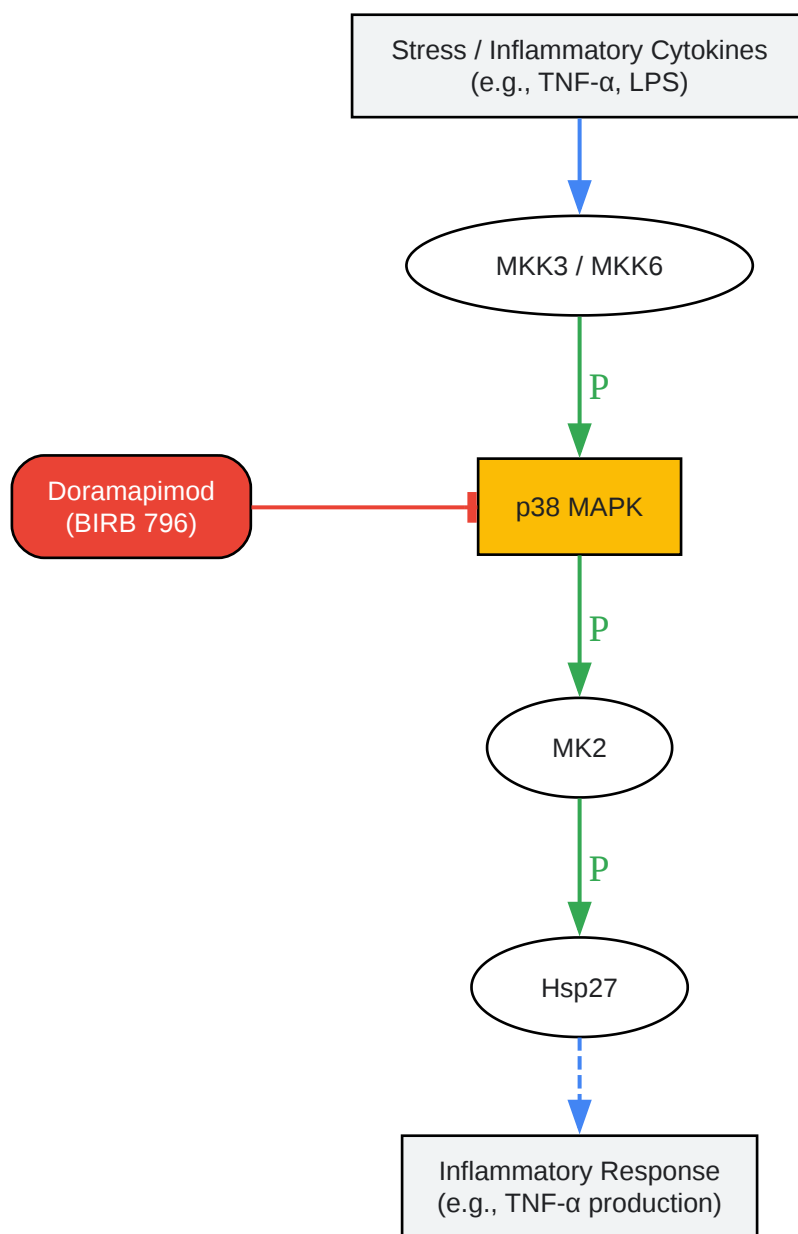 Stress / Inflammatory Cytokines
(e.g., TNF-α, LPS)
MKK3 / MKK6
P
Doramapimod
(BIRB 796)
p38 MAPK
P
MK2
P
Hsp27
Inflammatory Response
(e.g., TNF-α production)